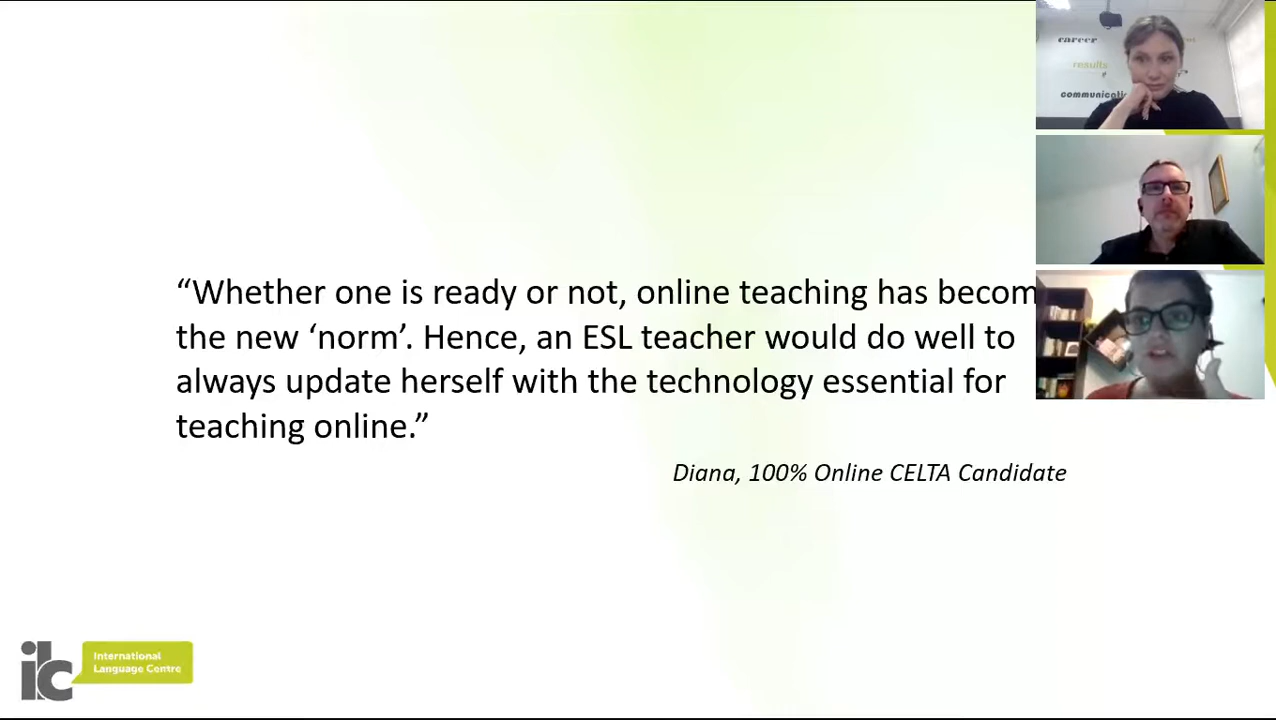 “Whether one is ready or not, online teaching has becom
the new ‘norm’. Hence, an ESL teacher would do well to
always update herself with the technology essential for
teaching online.”
Diana, 100% Online CELTA Candidate
career
results
communicatio
ilc
International
Language Centre